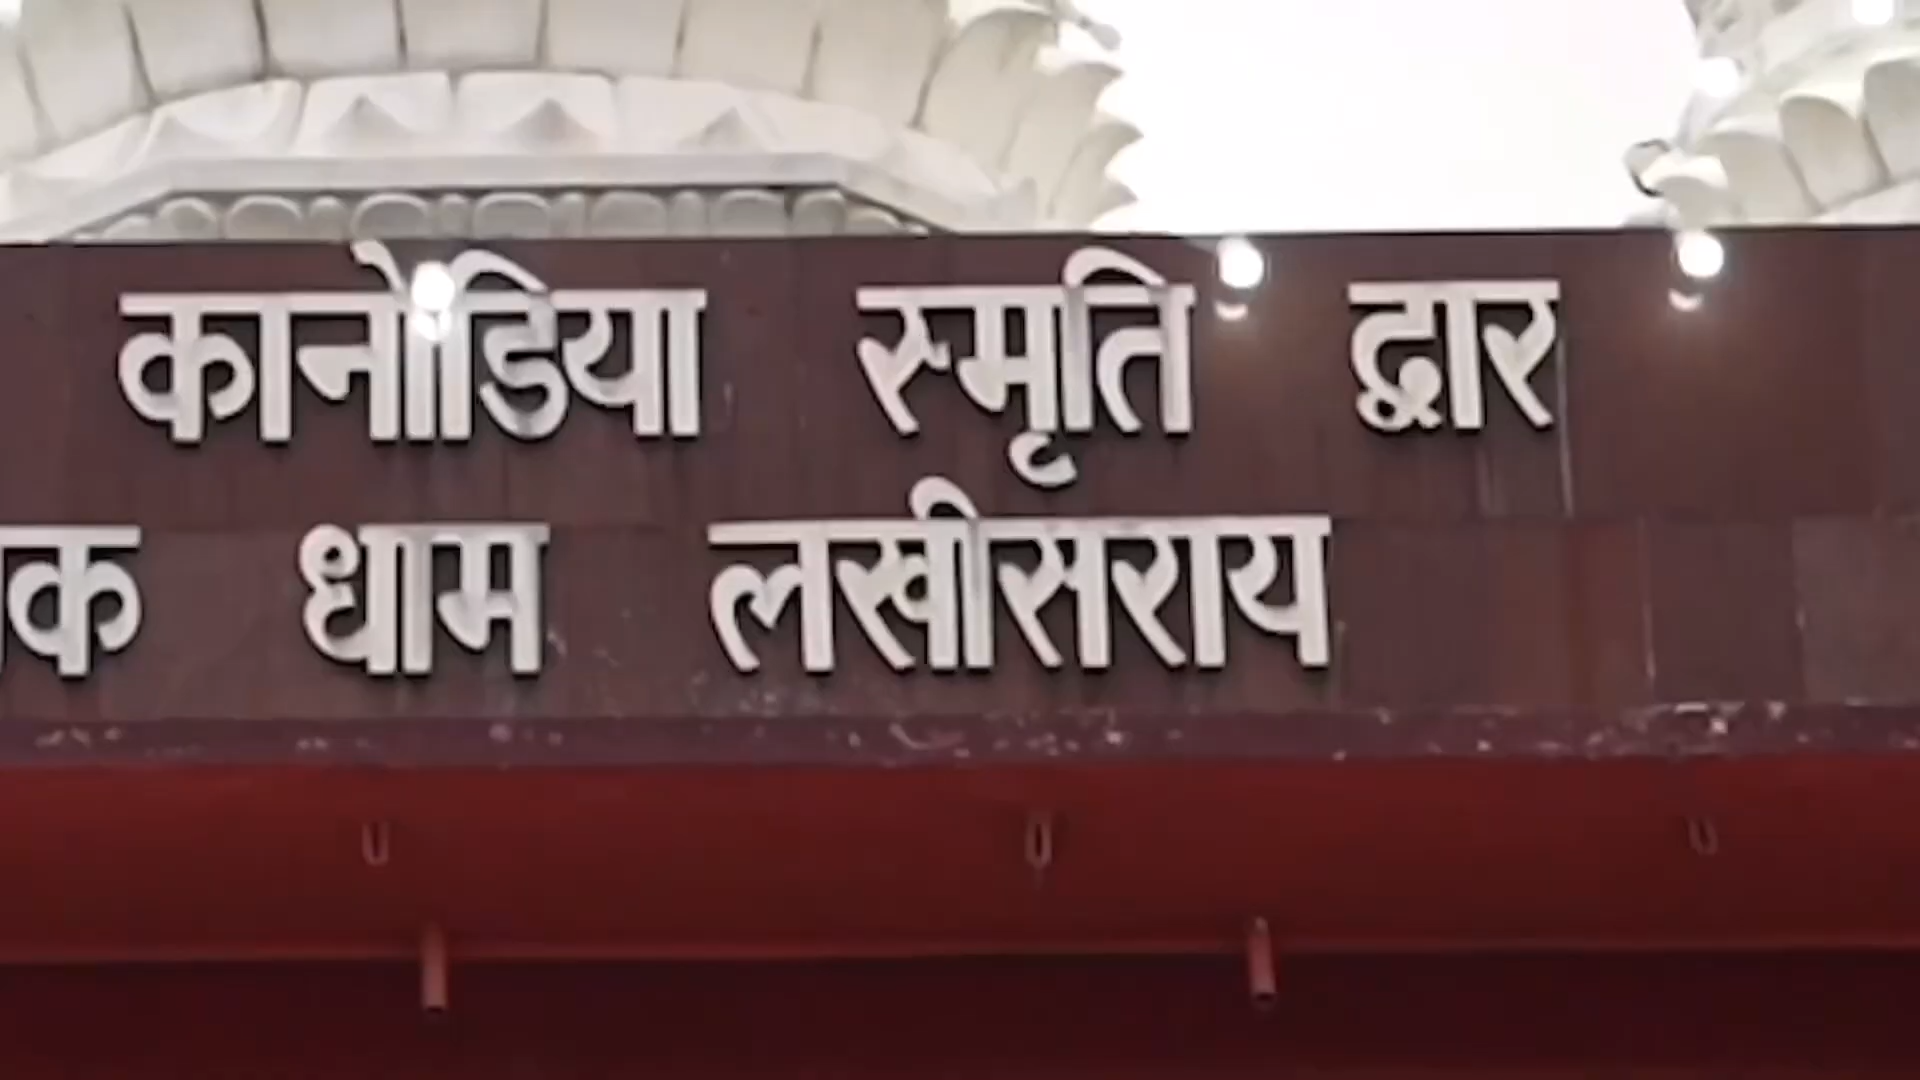 कानोडिया स्मृति द्वार
धाम लखीसराय